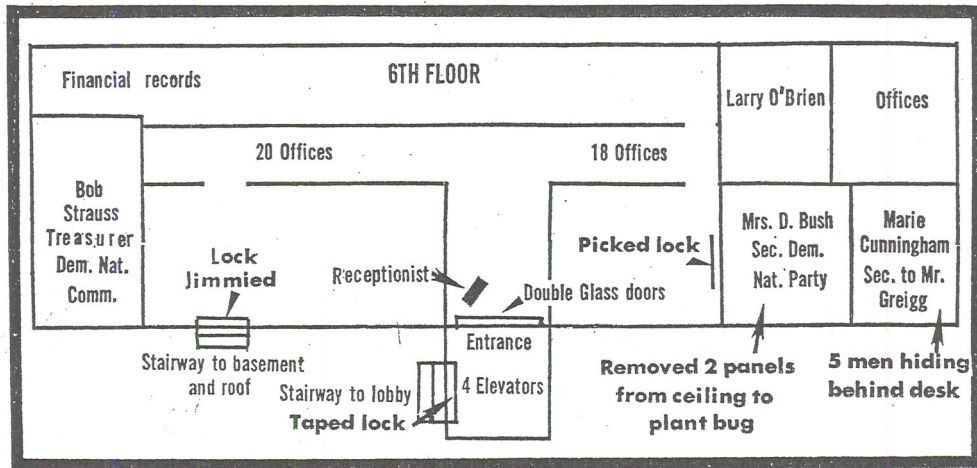 6TH FLOOR
Financial records
Larry O'Brien
Offices
20 Offices
18 Offices
Bob
Strauss
Treasurer
Dem. Nat.
Comm.
Lock
Jimmied
Receptionist
Double Glass doors
Picked lock
Mrs. D. Bush
Sec. Dem.
Nat. Party
Marie
Cunningham
Sec. to Mr.
Greigg
Stairway to basement
and roof
Entrance
Stairway to lobby
Taped lock
4 Elevators
Removed 2 panels
from ceiling to
plant bug
5 men hiding
behind desk